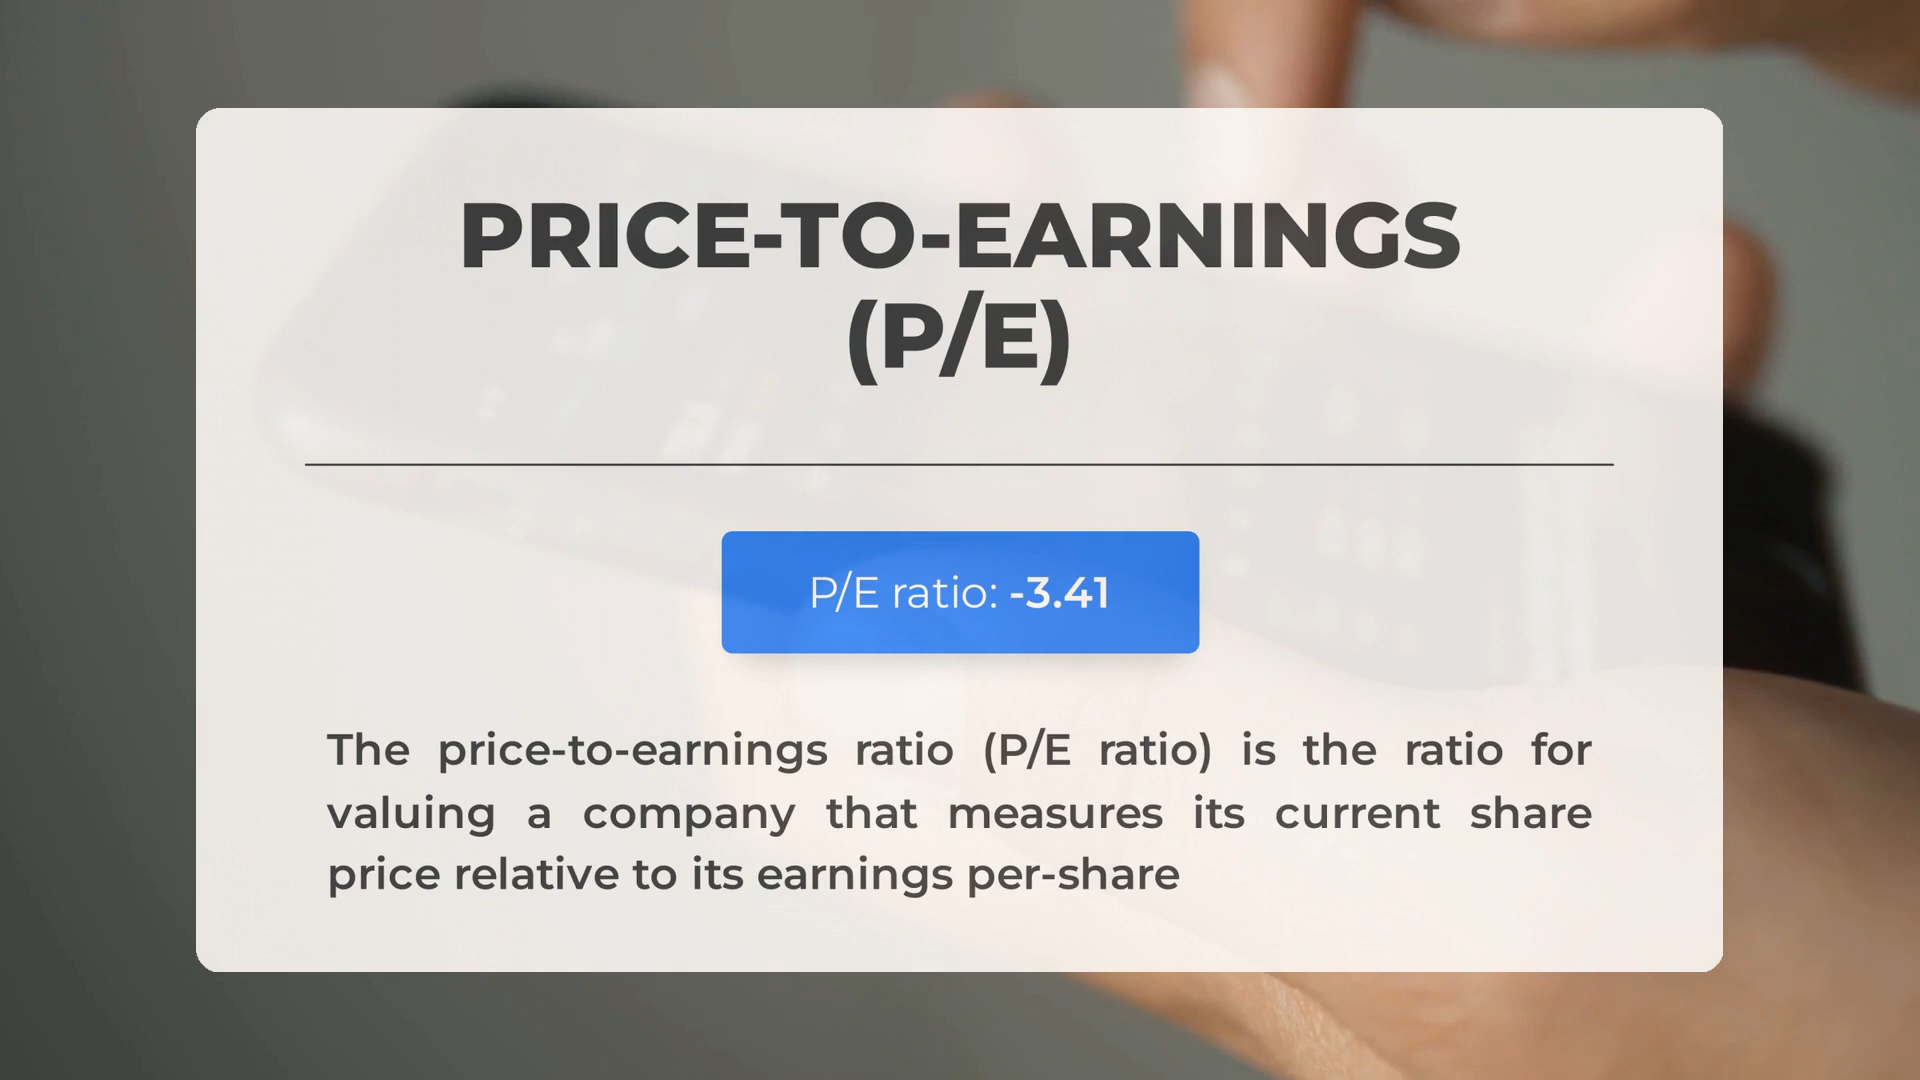 PRICE-TO-EARNINGS
(P/E)
P/E ratio: -3.41
The price-to-earnings ratio (P/E ratio) is the ratio for
valuing a company that measures its current share
price relative to its earnings per-share